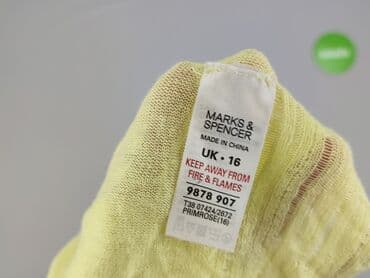 MARKS &
SPENCER
MADE IN CHINA
UK • 16
KEEP AWAY FROM
FIRE & FLAMES
9878 907
T38 07424/2672
PRIMROSE(16)